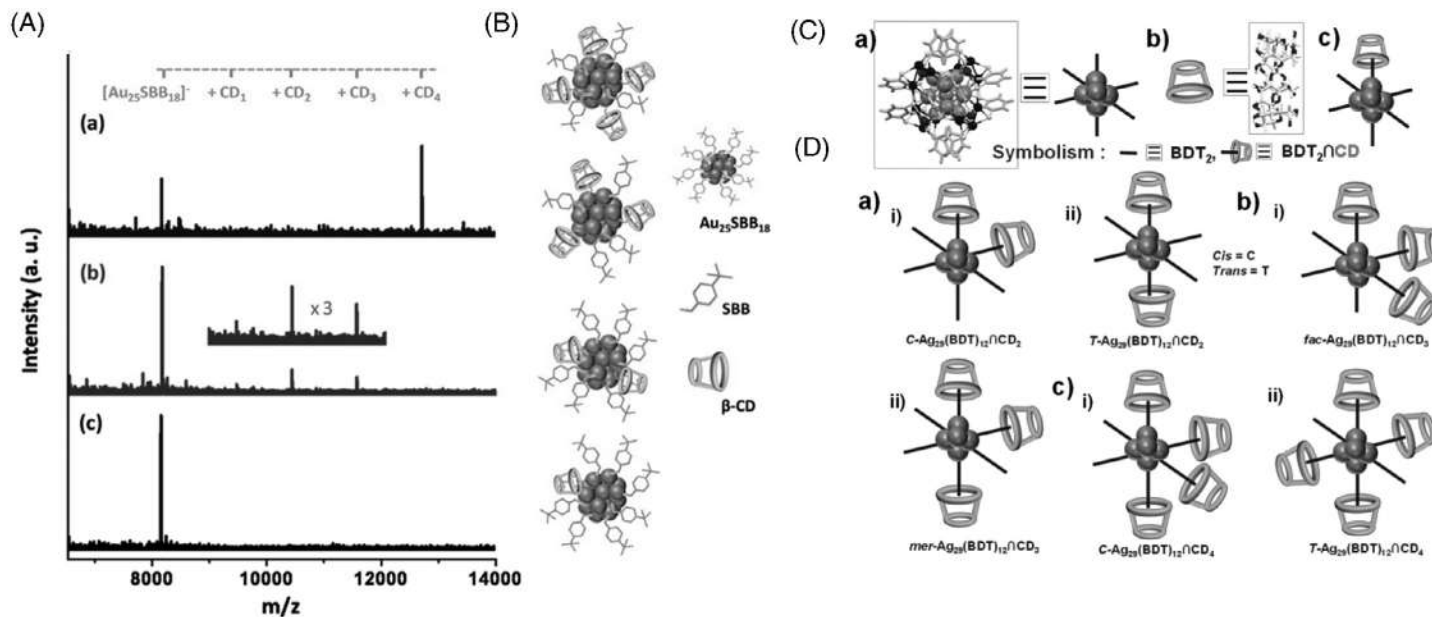 (A)
[Au₂₅SBB₁₈]⁻ + CD₁ + CD₂ + CD₃ + CD₄
(a)
(b)
x 3
(c)
Intensity (a. u.)
8000 10000 12000 14000
m/z
(B)
Au₂₅SBB₁₈
SBB
β-CD
(C)
a) b) c)
(D)
Symbolism : BDT₂, BDT₂∩CD
a) i) ii) b) i)
Cis = C
Trans = T
C-Ag₂₉(BDT)₁₂∩CD₂ T-Ag₂₉(BDT)₁₂∩CD₂ fac-Ag₂₉(BDT)₁₂∩CD₃
ii) c) i) ii)
mer-Ag₂₉(BDT)₁₂∩CD₃ C-Ag₂₉(BDT)₁₂∩CD₄ T-Ag₂₉(BDT)₁₂∩CD₄